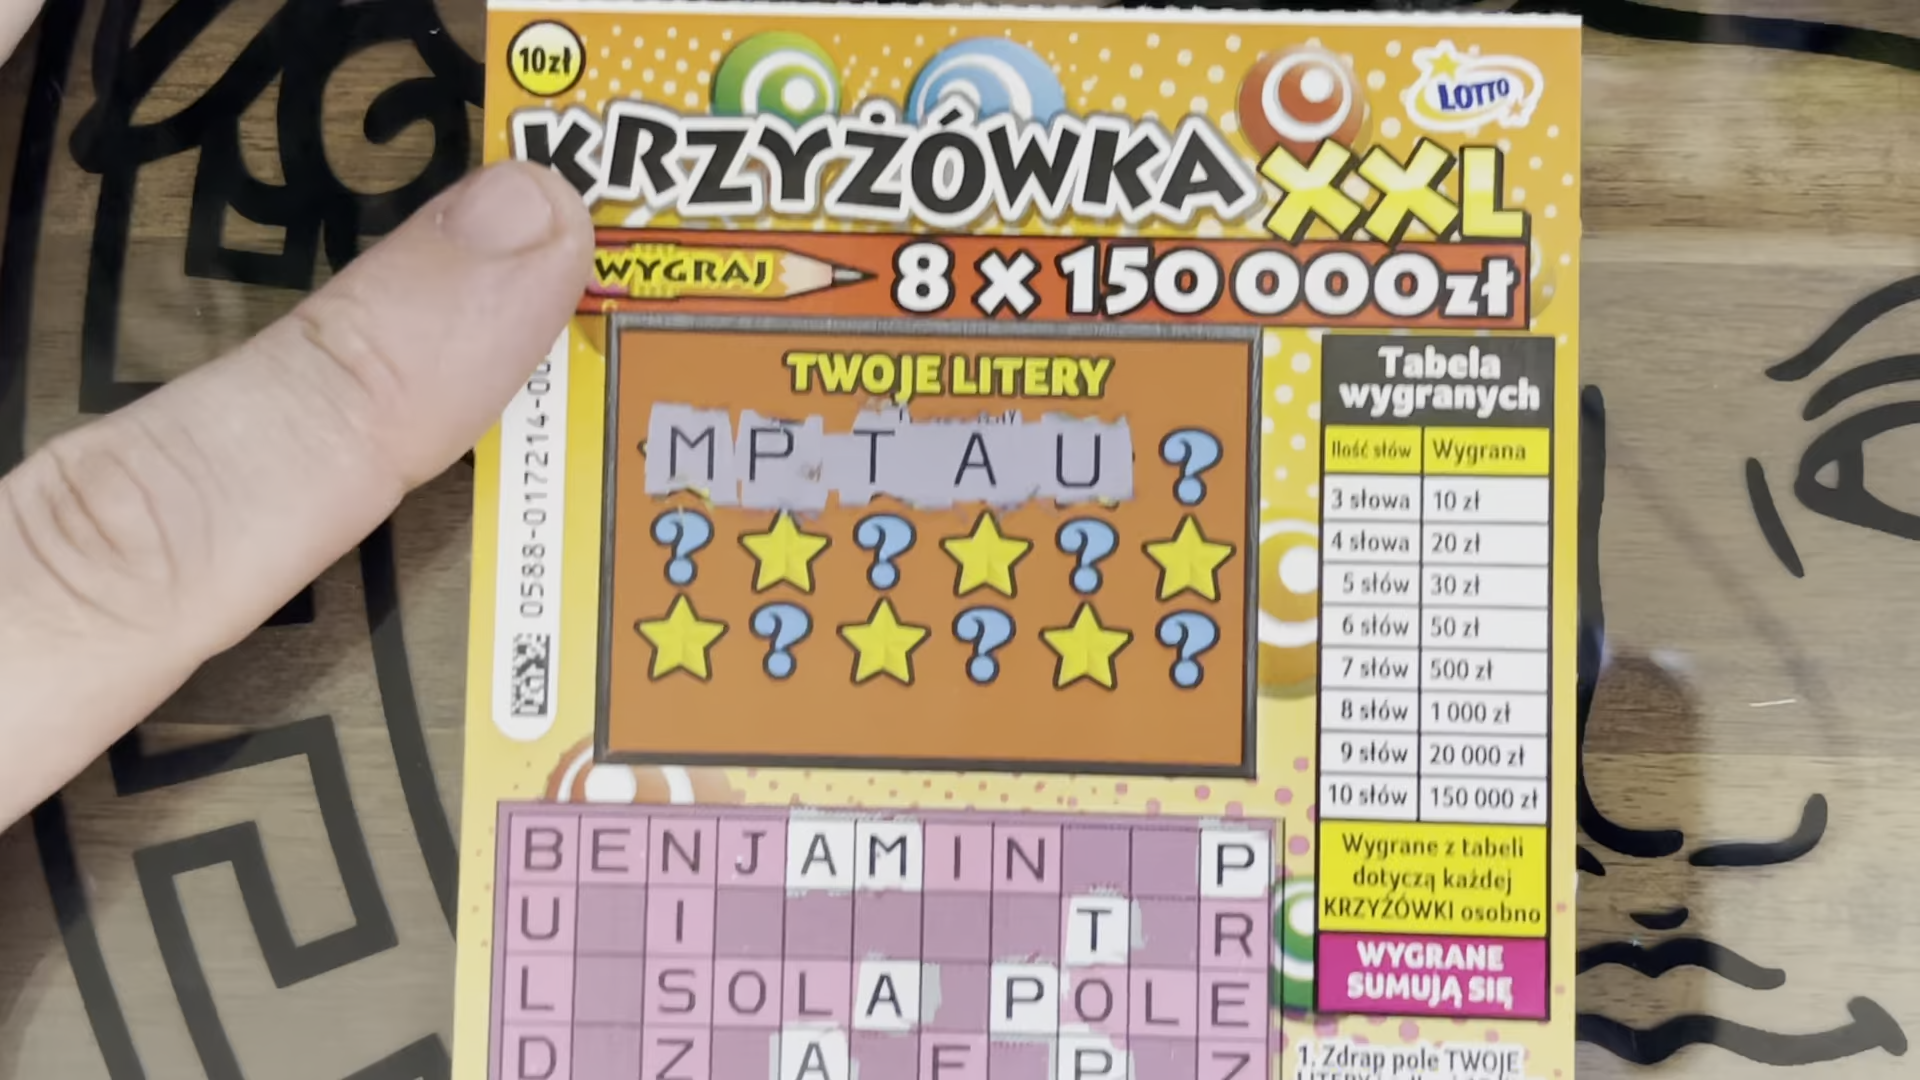 10zł
LOTTO
KRZYŻÓWKA XXL
WYGRAJ 8 x 150 000zł
TWOJE LITERY
M P T A U
Tabela
wygranych
Ilość słów Wygrana
3 słowa 10 zł
4 słowa 20 zł
5 słów 30 zł
6 słów 50 zł
7 słów 500 zł
8 słów 1 000 zł
9 słów 20 000 zł
10 słów 150 000 zł
Wygrane z tabeli
dotyczą każdej
KRZYŻÓWKI osobno
WYGRANE
SUMUJĄ SIĘ
0588-017214-00
B E N J A M I N P
U I T R
L S O L A P O L E E
D Z A E P Z
1. Zdrap pole TWOJE